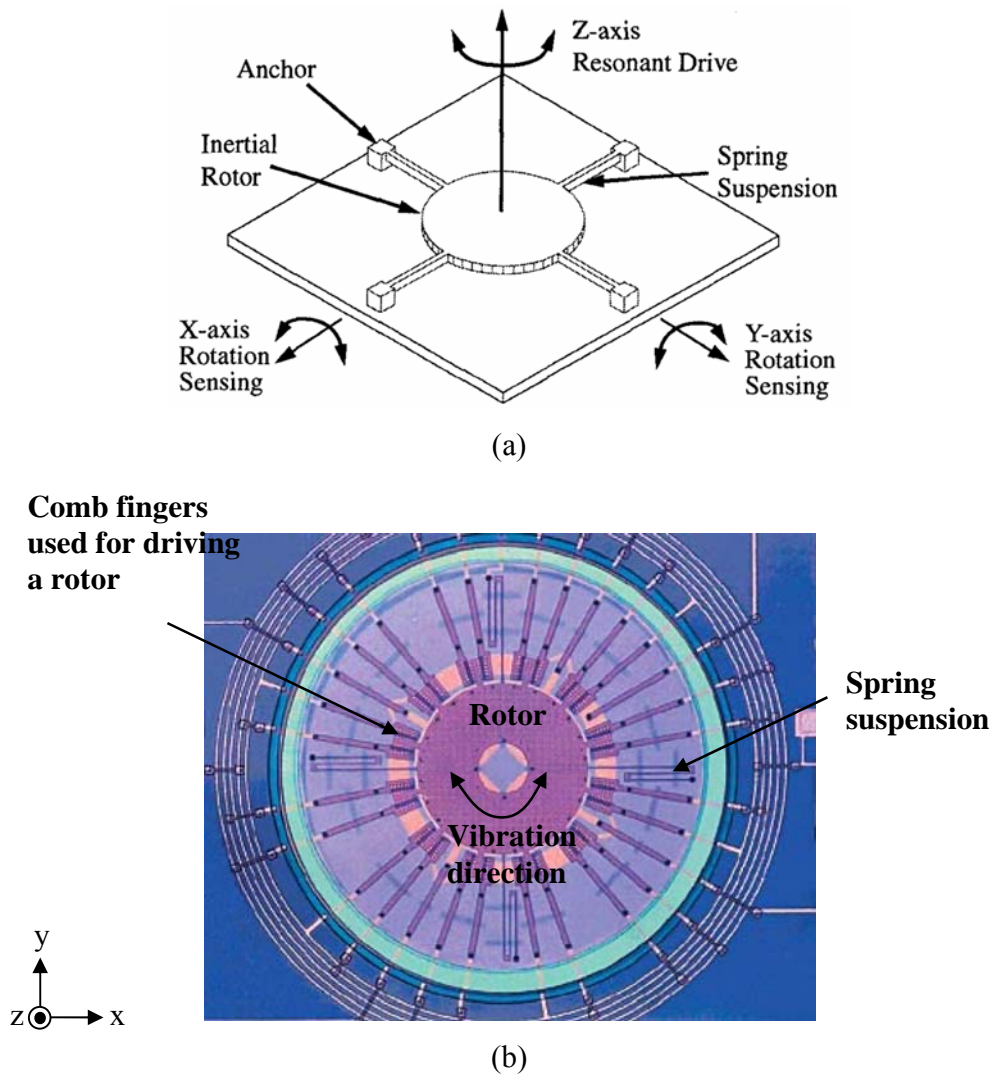 Z-axis
Resonant Drive
Anchor
Inertial
Rotor
Spring
Suspension
X-axis
Rotation
Sensing
Y-axis
Rotation
Sensing
(a)
Comb fingers
used for driving
a rotor
Rotor
Spring
suspension
Vibration
direction
y
z
x
(b)